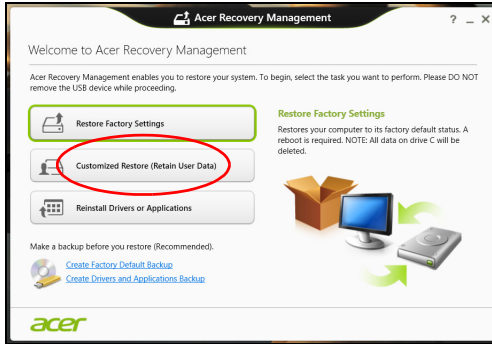 Acer Recovery Management
? _ X
Welcome to Acer Recovery Management
Acer Recovery Management enables you to restore your system. To begin, select the task you want to perform. Please DO NOT
remove the USB device while proceeding.
Restore Factory Settings
Customized Restore (Retain User Data)
Reinstall Drivers or Applications
Restore Factory Settings
Restores your computer to its factory default status. A
reboot is required. NOTE: All data on drive C will be
deleted.
Make a backup before you restore (Recommended).
Create Factory Default Backup
Create Drivers and Applications Backup
acer